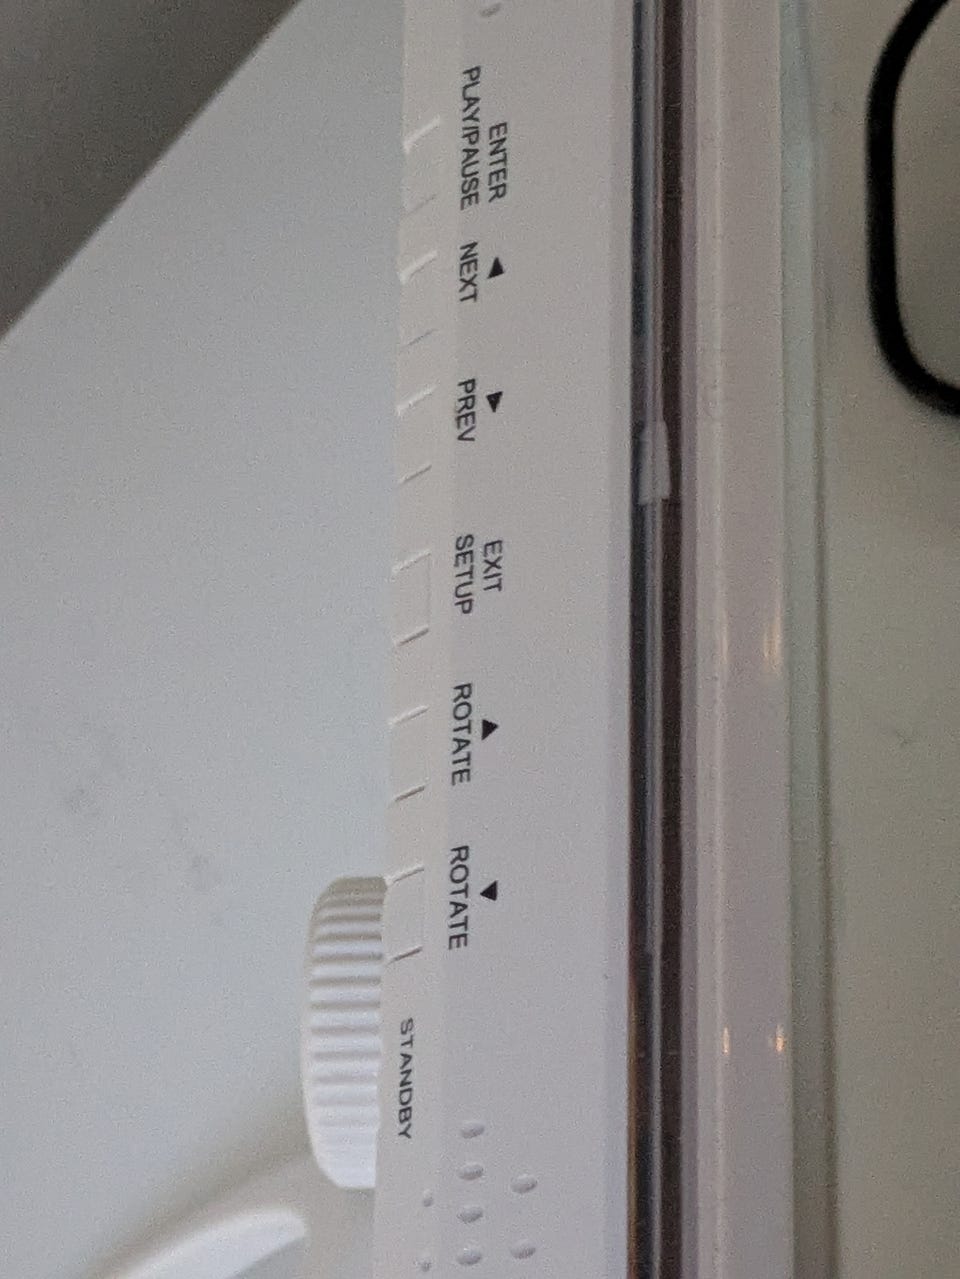 ENTER
PLAY/PAUSE
▼
NEXT
▲
PREV
EXIT
SETUP
◀
ROTATE
▶
ROTATE
STANDBY